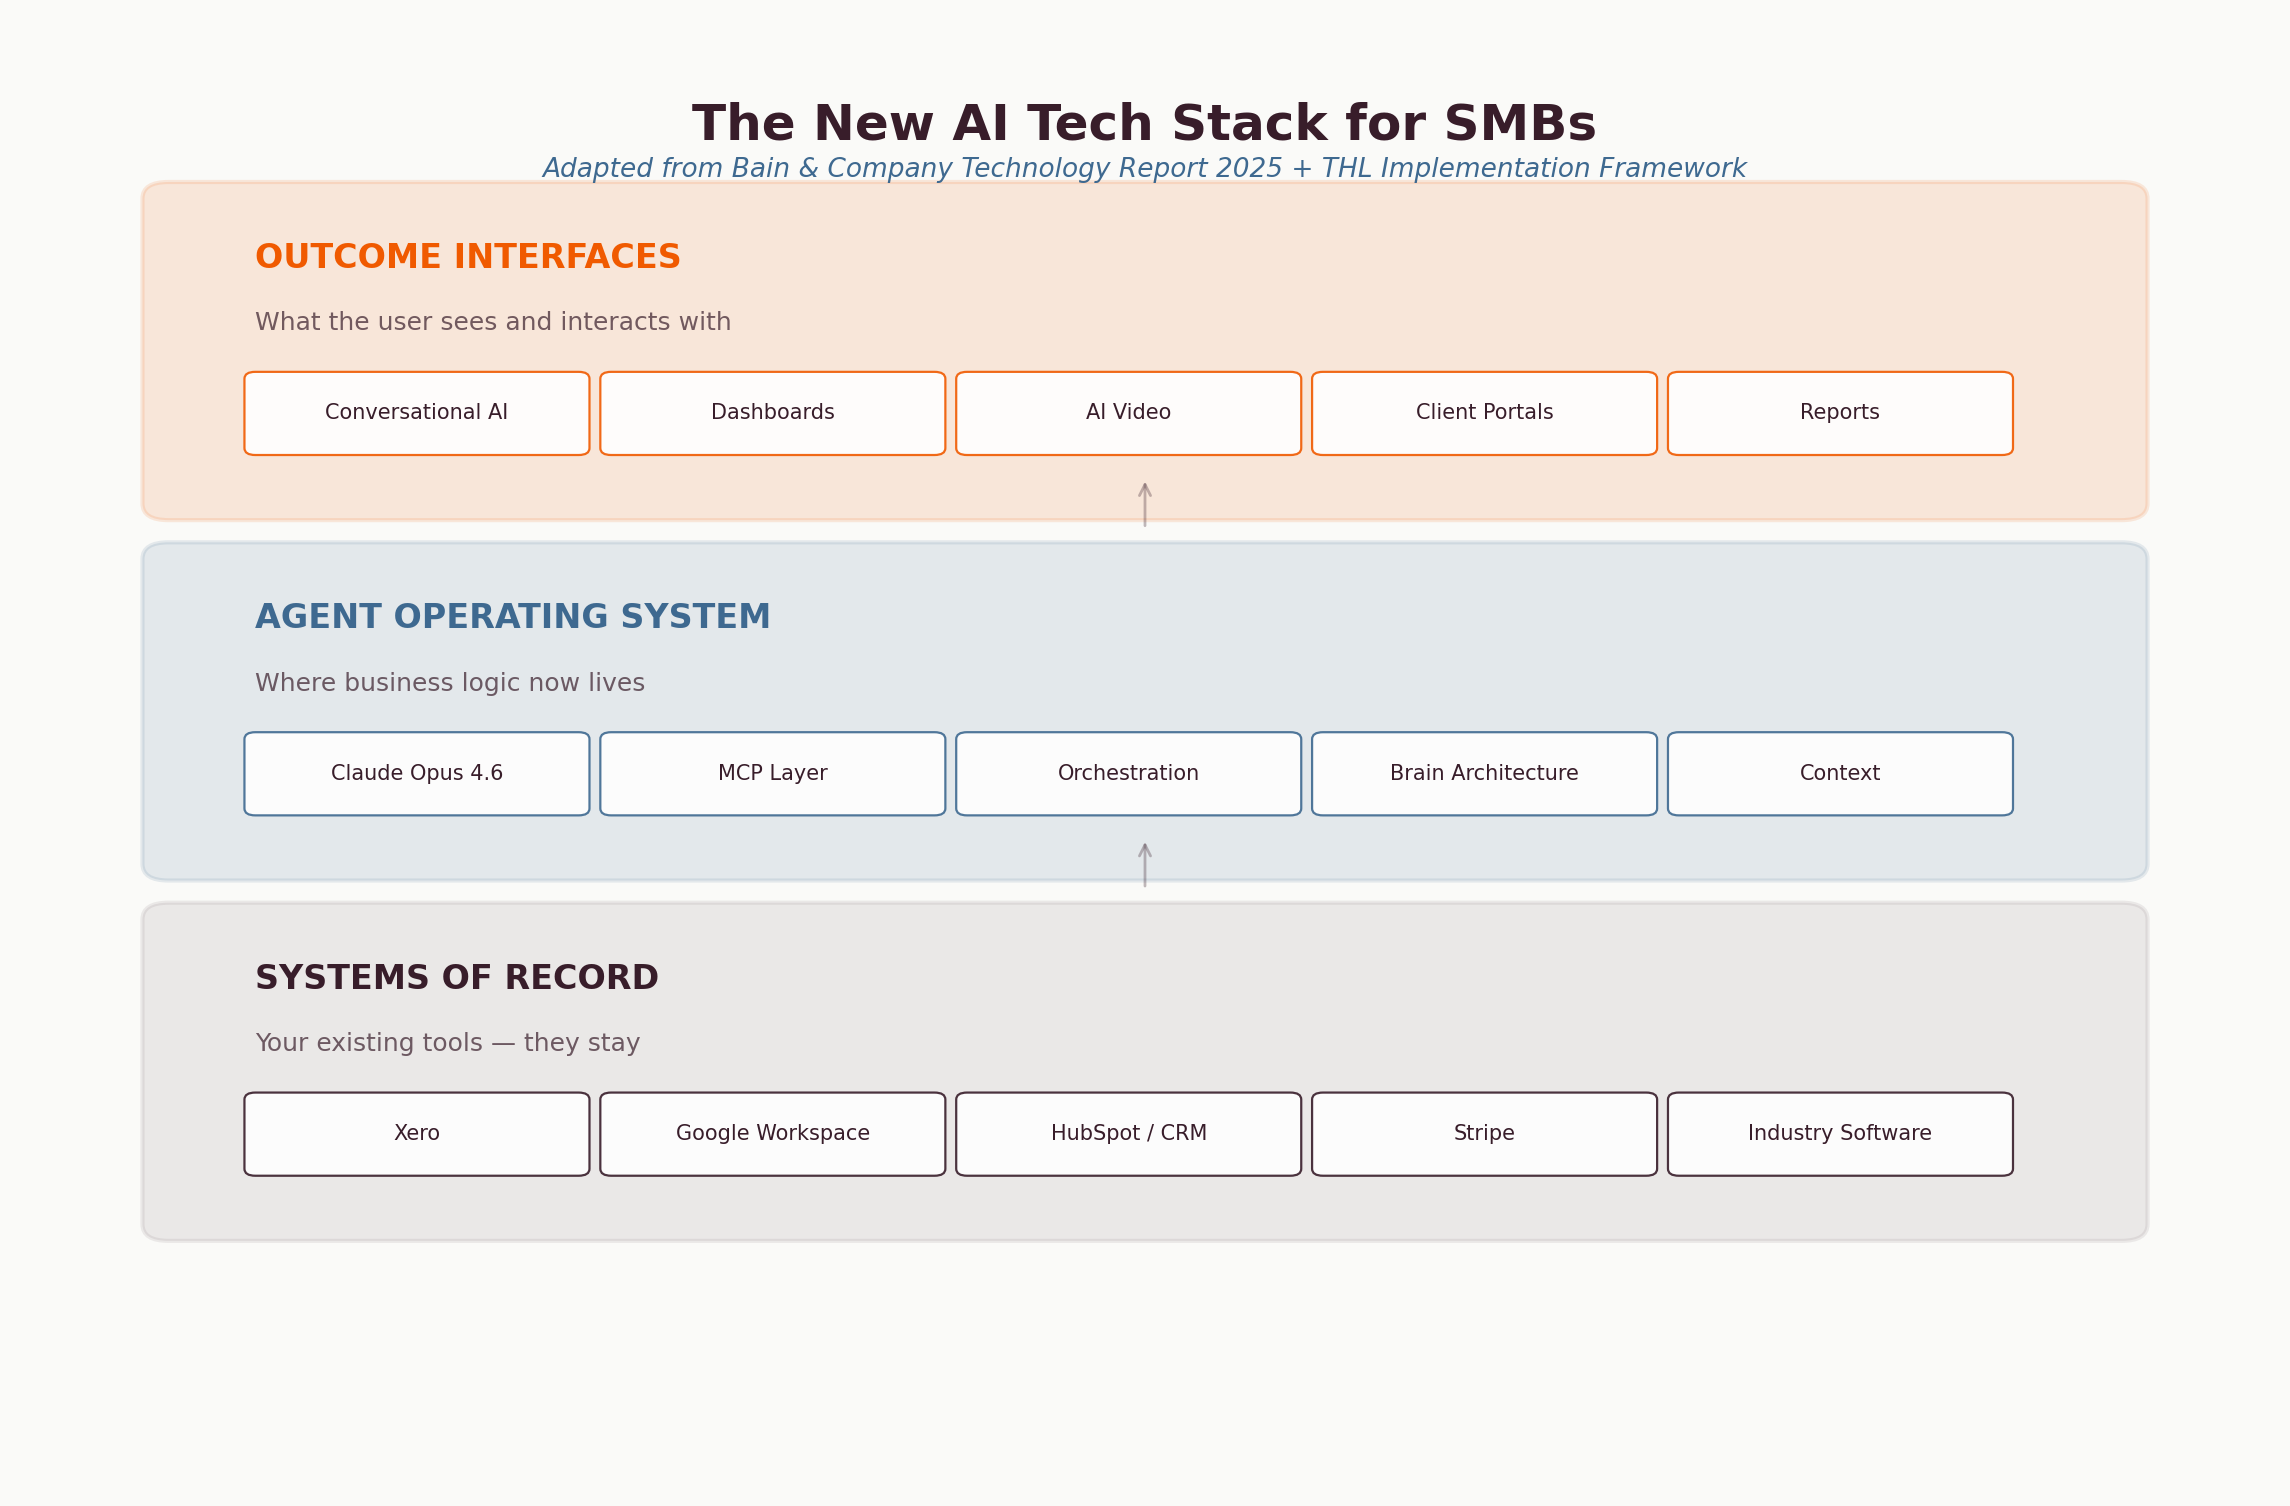 The New AI Tech Stack for SMBs
Adapted from Bain & Company Technology Report 2025 + THL Implementation Framework
OUTCOME INTERFACES
What the user sees and interacts with
Conversational AI
Dashboards
AI Video
Client Portals
Reports
AGENT OPERATING SYSTEM
Where business logic now lives
Claude Opus 4.6
MCP Layer
Orchestration
Brain Architecture
Context
SYSTEMS OF RECORD
Your existing tools — they stay
Xero
Google Workspace
HubSpot / CRM
Stripe
Industry Software